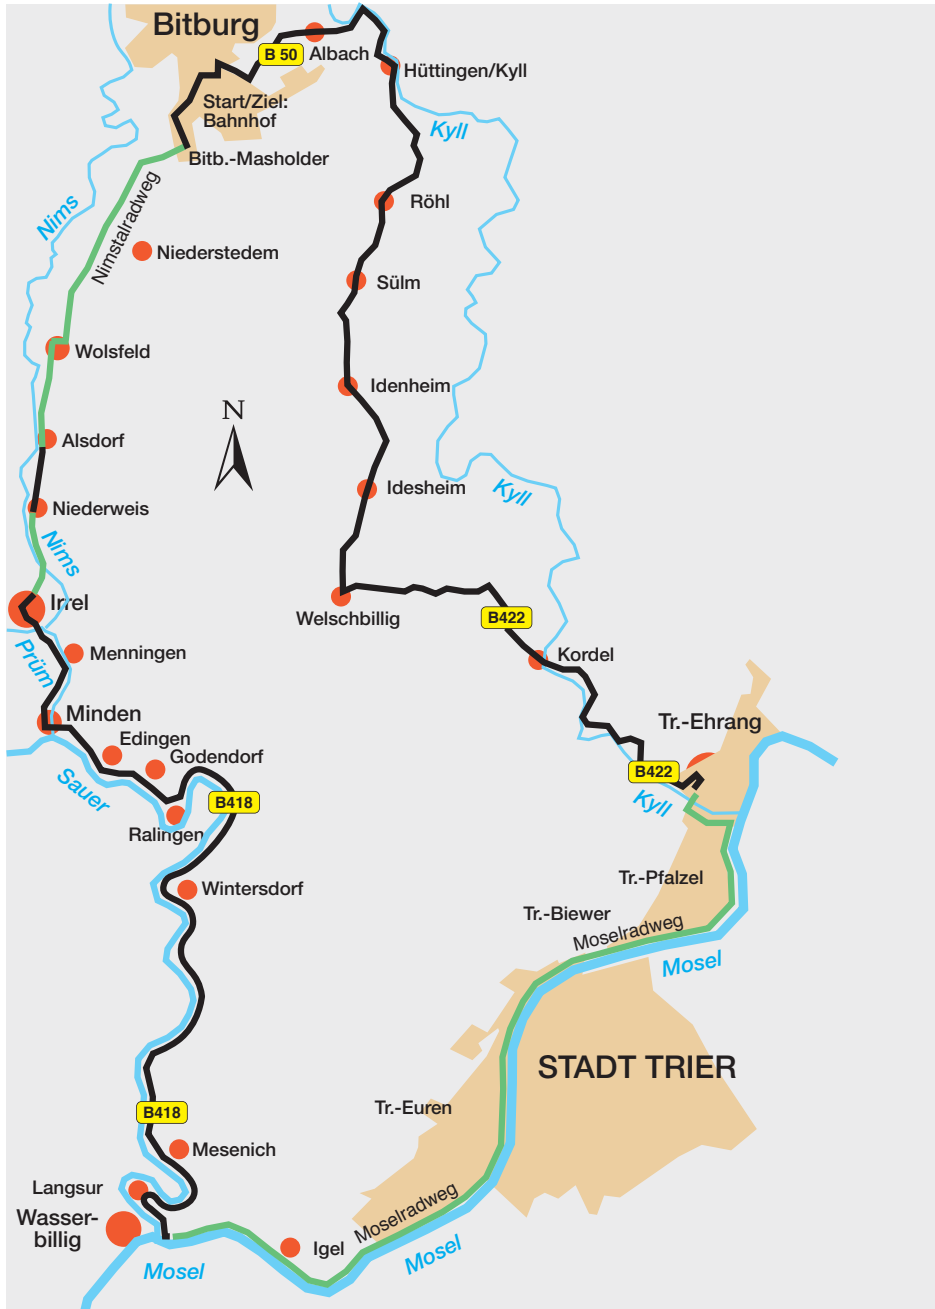 Bitburg
B 50
Albach
Hüttingen/Kyll
Start/Ziel:
Bahnhof
Kyll
Bitb.-Masholder
Nimstalradweg
Nims
Röhl
Niederstedem
Sülm
Wolsfeld
Idenheim
N
Alsdorf
Idesheim
Kyll
Niederweis
Nims
Irrel
Welschbillig
B422
Prüm
Menningen
Kordel
Minden
Tr.-Ehrang
Edingen
Godendorf
B422
Sauer
B418
Kyll
Ralingen
Tr.-Pfalzel
Wintersdorf
Tr.-Biewer
Moselradweg
Mosel
STADT TRIER
Tr.-Euren
B418
Mesenich
Langsur
Wasser-
billig
Moselradweg
Igel
Mosel
Mosel